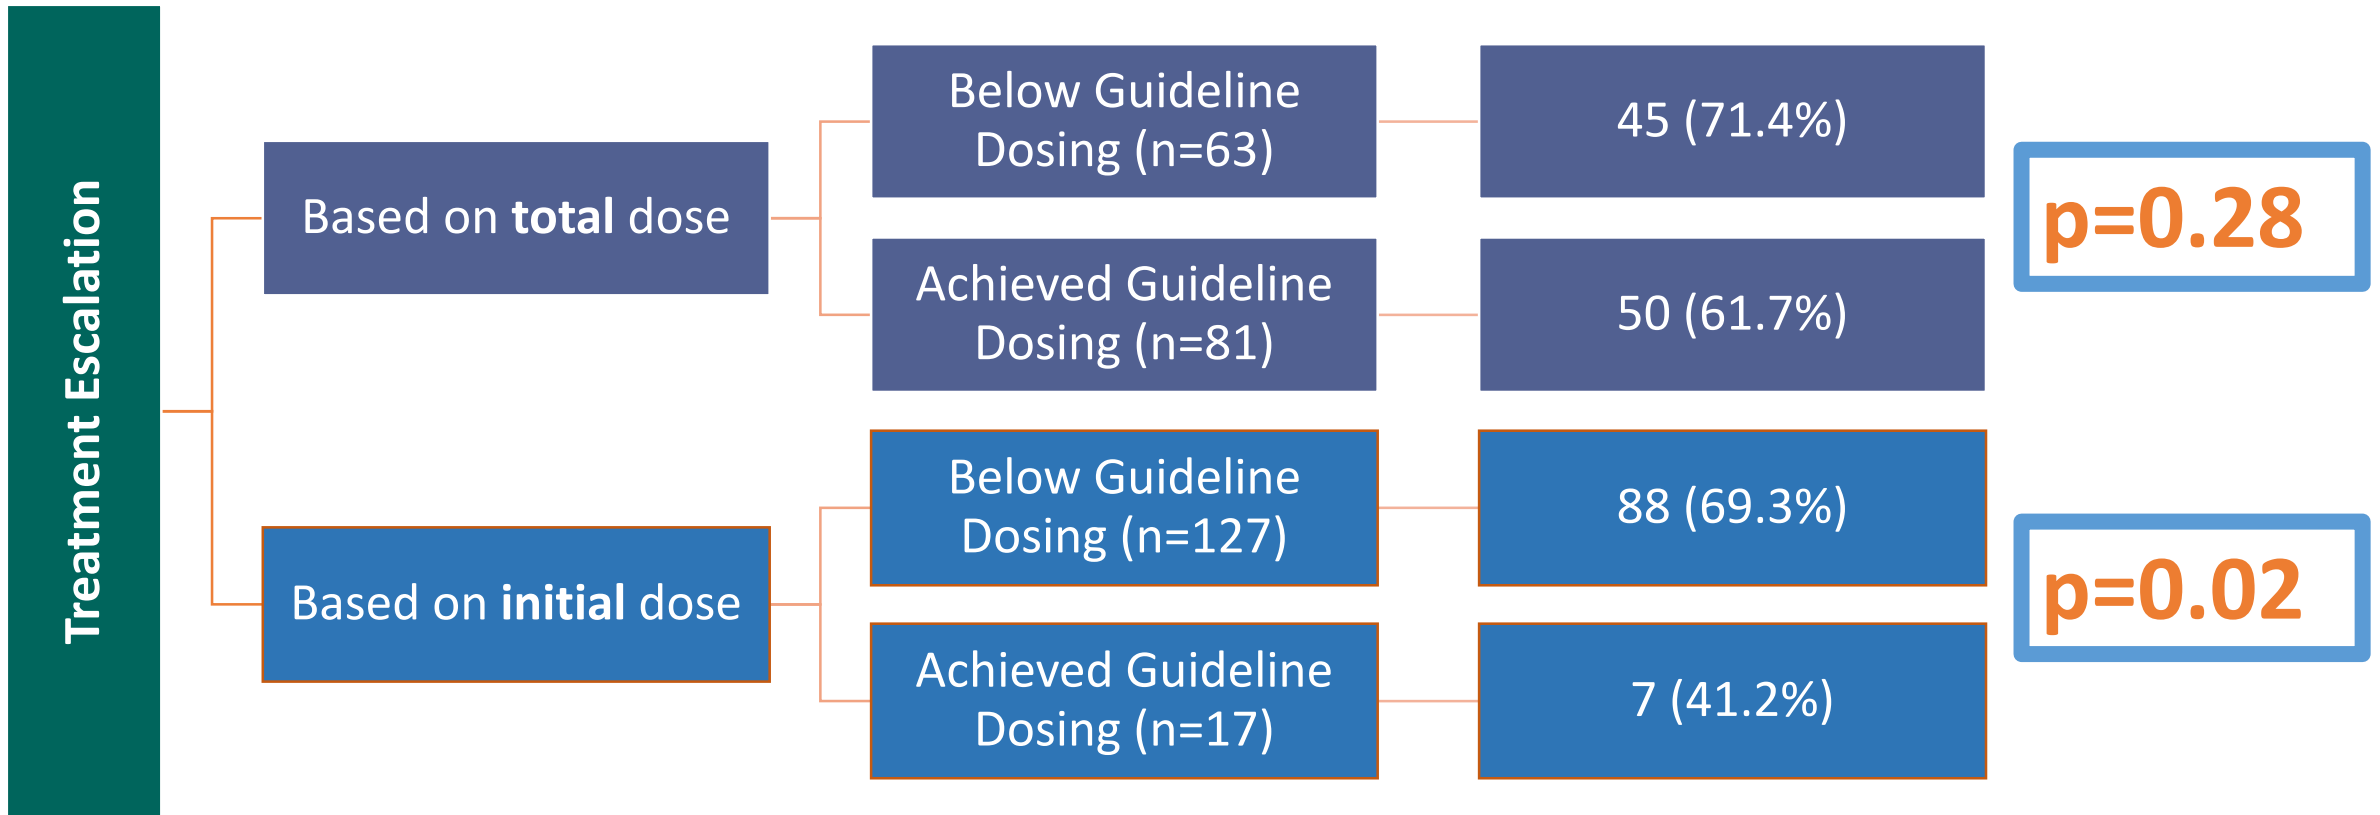 Treatment Escalation
Based on total dose
Below Guideline
Dosing (n=63)
45 (71.4%)
Achieved Guideline
Dosing (n=81)
50 (61.7%)
p=0.28
Based on initial dose
Below Guideline
Dosing (n=127)
88 (69.3%)
Achieved Guideline
Dosing (n=17)
7 (41.2%)
p=0.02